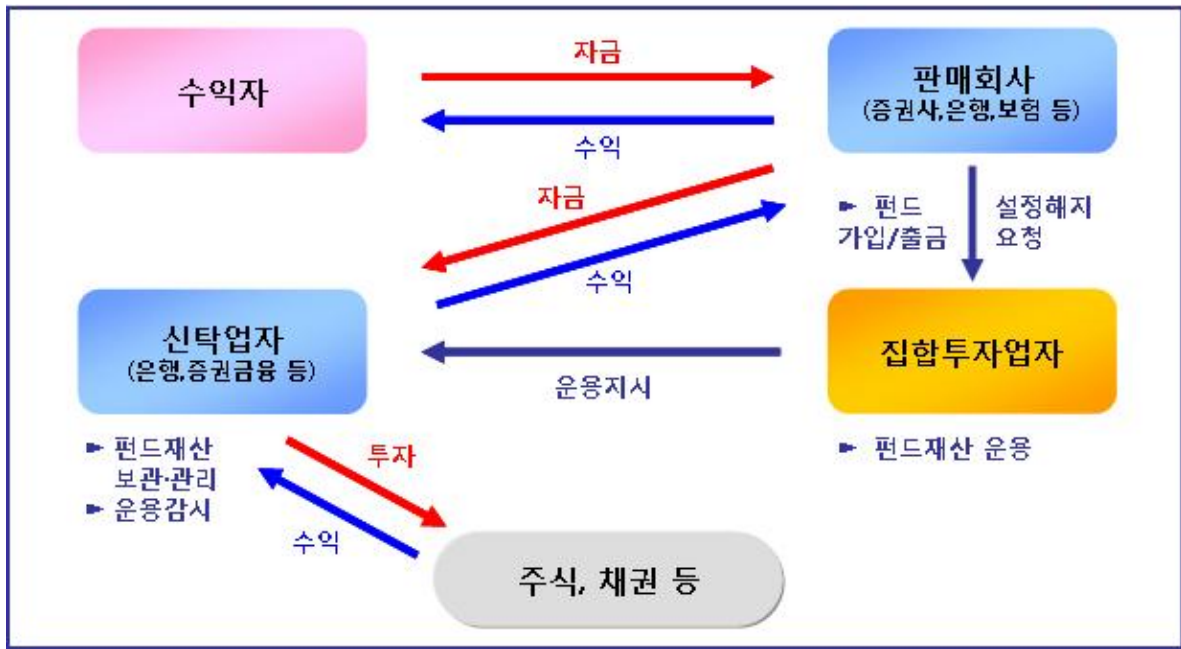 자금
수익자
판매회사
(증권사,은행,보험 등)
수익
자금
► 펀드
가입/출금
설정해지
요청
수익
신탁업자
(은행,증권금융 등)
집합투자업자
운용지시
► 펀드재산
보관·관리
► 운용감시
투자
► 펀드재산 운용
수익
주식, 채권 등